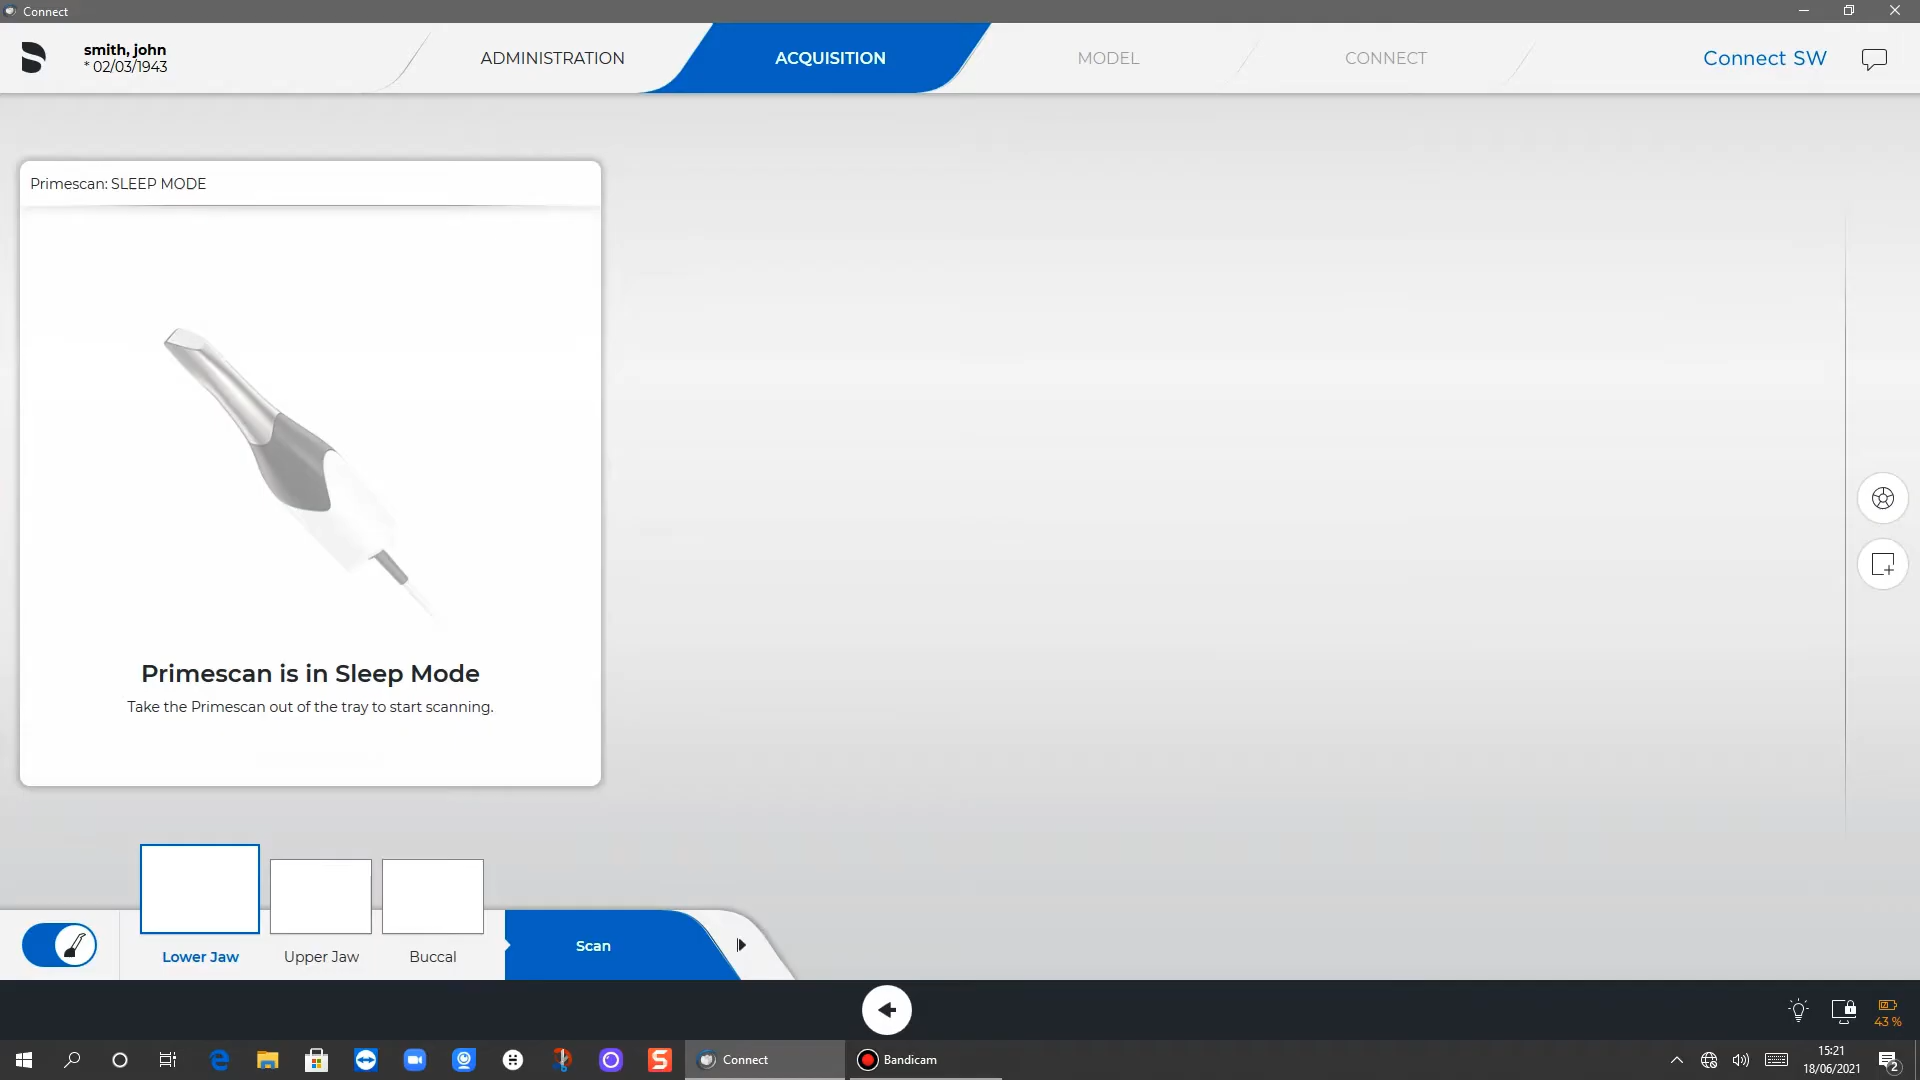 Connect
smith, john
* 02/03/1943
ADMINISTRATION
ACQUISITION
MODEL
CONNECT
Connect SW
Primescan: SLEEP MODE
Primescan is in Sleep Mode
Take the Primescan out of the tray to start scanning.
Lower Jaw
Upper Jaw
Buccal
Scan
43 %
Connect
Bandicam
15:21
18/06/2021
2